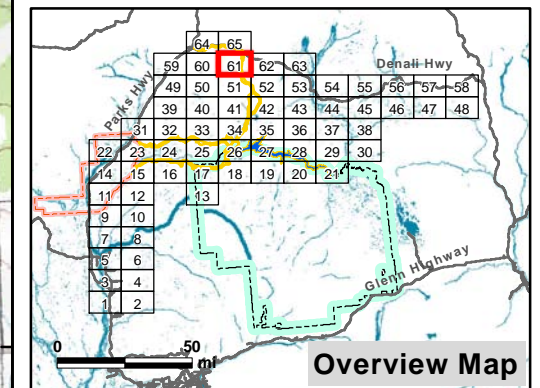 64 65
59 60 61 62 63 Denali Hwy
49 50 51 52 53 54 55 56 57 58
Parks Hwy
39 40 41 42 43 44 45 46 47 48
31 32 33 34 35 36 37 38
22 23 24 25 26 27 28 29 30
14 15 16 17 18 19 20 21
11 12 13
9 10
7 8
5 6
Glenn Highway
3 4
1 2
0 50
mi
Overview Map